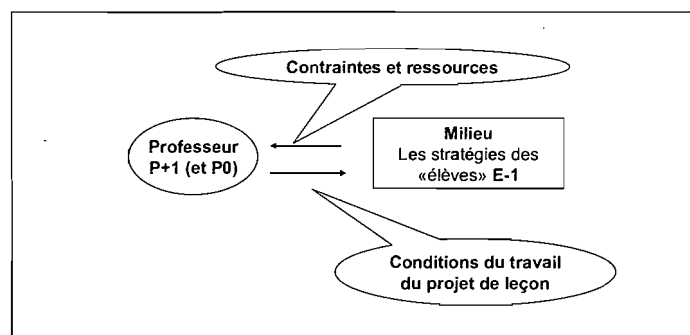 Contraintes et ressources
Professeur
P+1 (et P0)
Milieu
Les stratégies des
«élèves» E-1
Conditions du travail
du projet de leçon